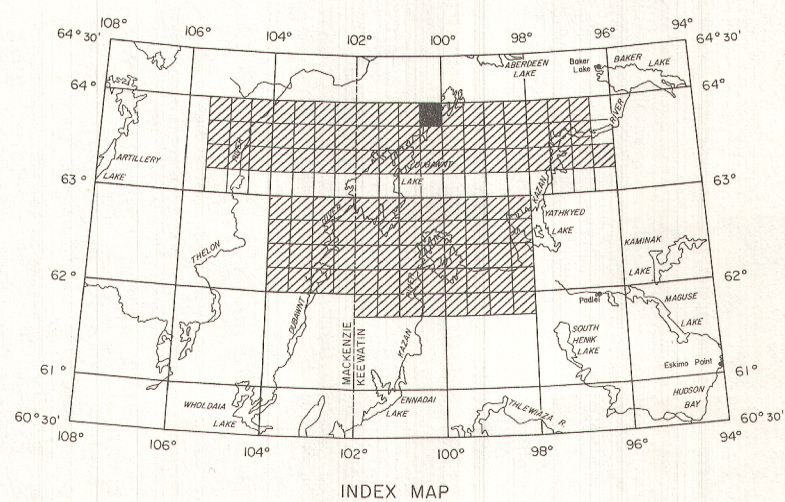 108° 106° 104° 102° 100° 98° 96° 94°
64° 30'
64° 30'
64°
64°
63°
63°
62°
62°
61°
61°
60° 30'
60° 30'
108° 106° 104° 102° 100° 98° 96° 94°
ABERDEEN
LAKE
Baker
Lake
BAKER LAKE
RIVER
ARTILLERY
LAKE
RIVER
THELON
DUBAWNT
LAKE
RIVER
DUBAWNT
KAZAN
YATHKYED
LAKE
KAMINAK
LAKE
Padlei
MAGUSE
LAKE
SOUTH
HENIK
LAKE
Eskimo Point
HUDSON
BAY
RIVER
KAZAN
MACKENZIE
KEEWATIN
ENNADAI
LAKE
WHOLDAIA
LAKE
THLEWIAZA R.
INDEX MAP